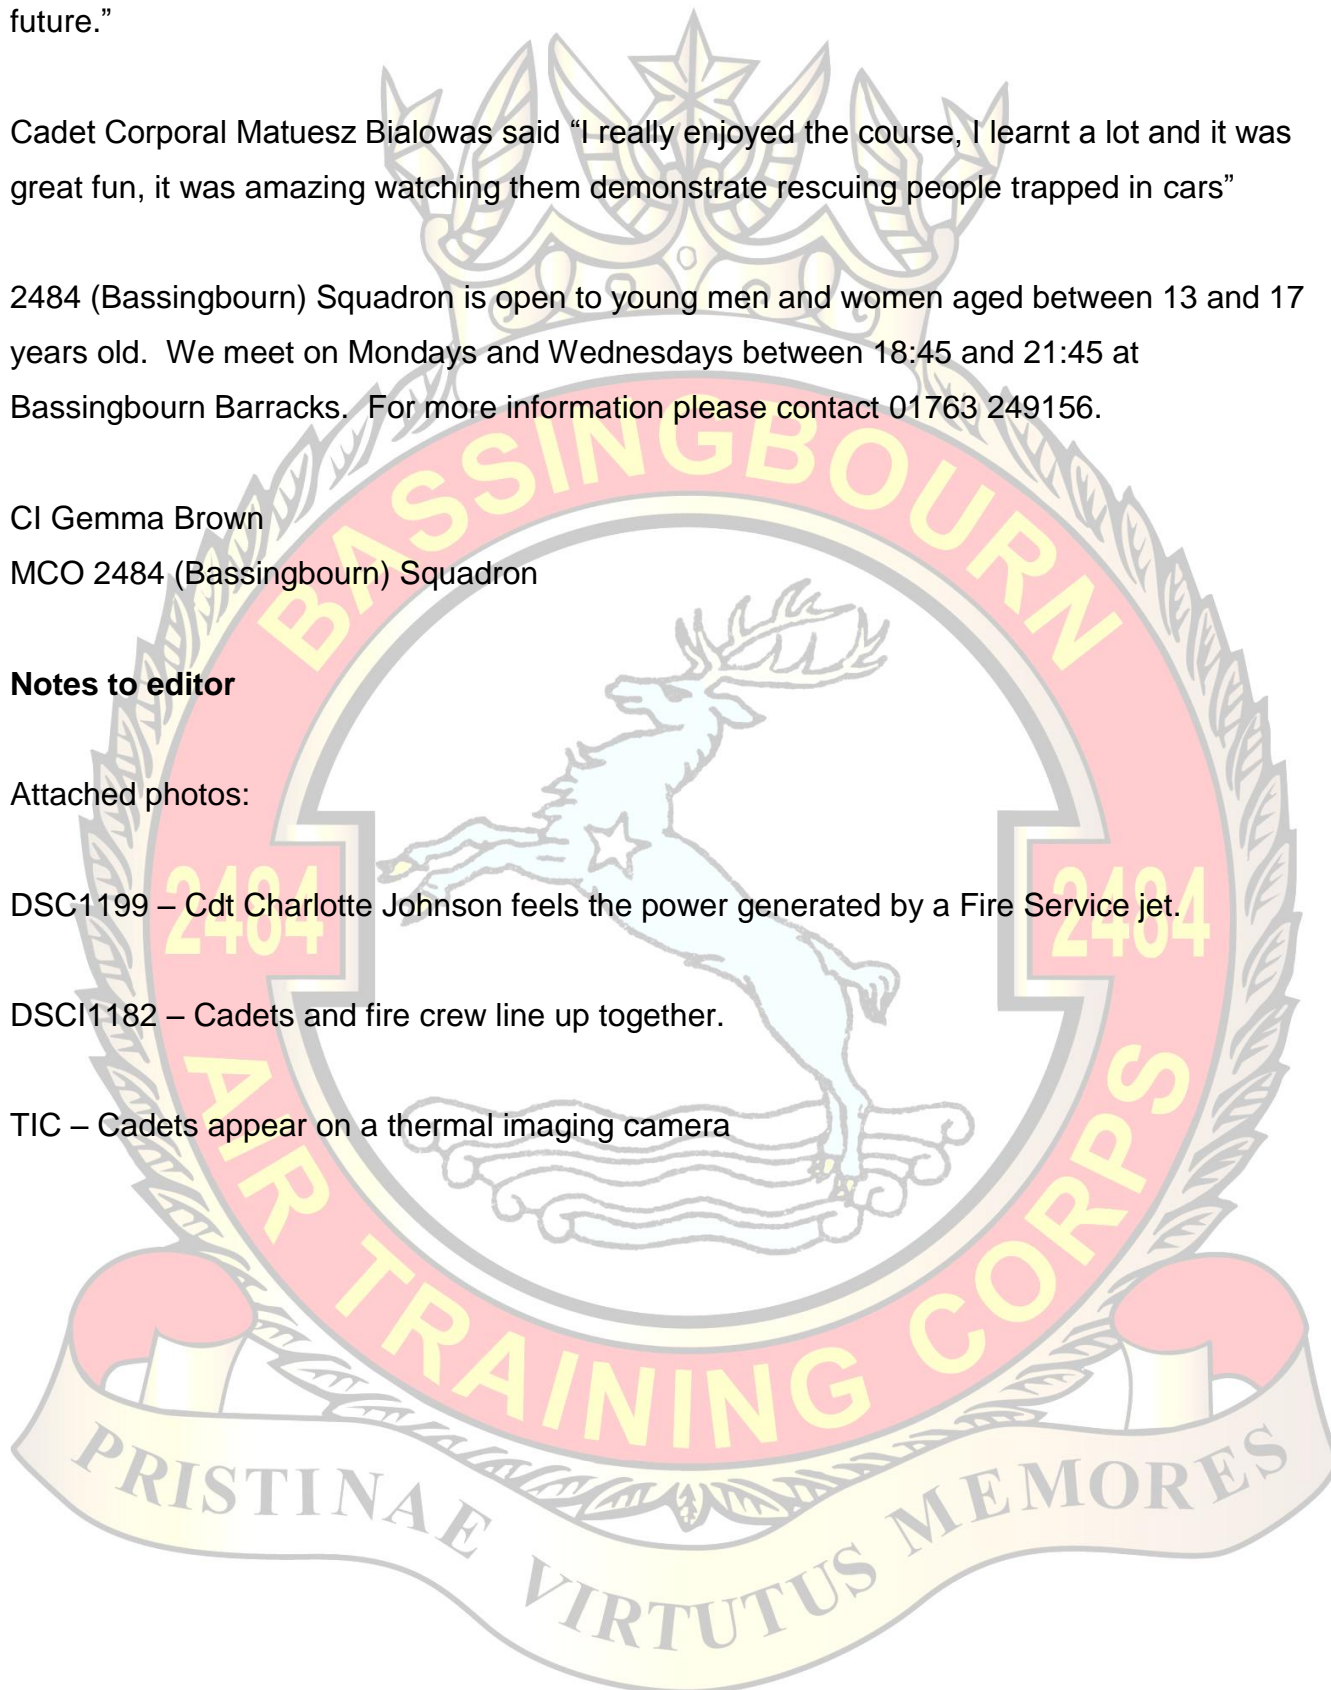 future.”
Cadet Corporal Matuesz Bialowas said “I really enjoyed the course, I learnt a lot and it was
great fun, it was amazing watching them demonstrate rescuing people trapped in cars”
2484 (Bassingbourn) Squadron is open to young men and women aged between 13 and 17
years old.  We meet on Mondays and Wednesdays between 18:45 and 21:45 at
Bassingbourn Barracks.  For more information please contact 01763 249156.
CI Gemma Brown
MCO 2484 (Bassingbourn) Squadron
Notes to editor
Attached photos:
DSC1199 – Cdt Charlotte Johnson feels the power generated by a Fire Service jet.
DSCI1182 – Cadets and fire crew line up together.
TIC – Cadets appear on a thermal imaging camera
BASSINGBOURN
2484
2484
AIR TRAINING CORPS
PRISTINAE VIRTUTUS MEMORES